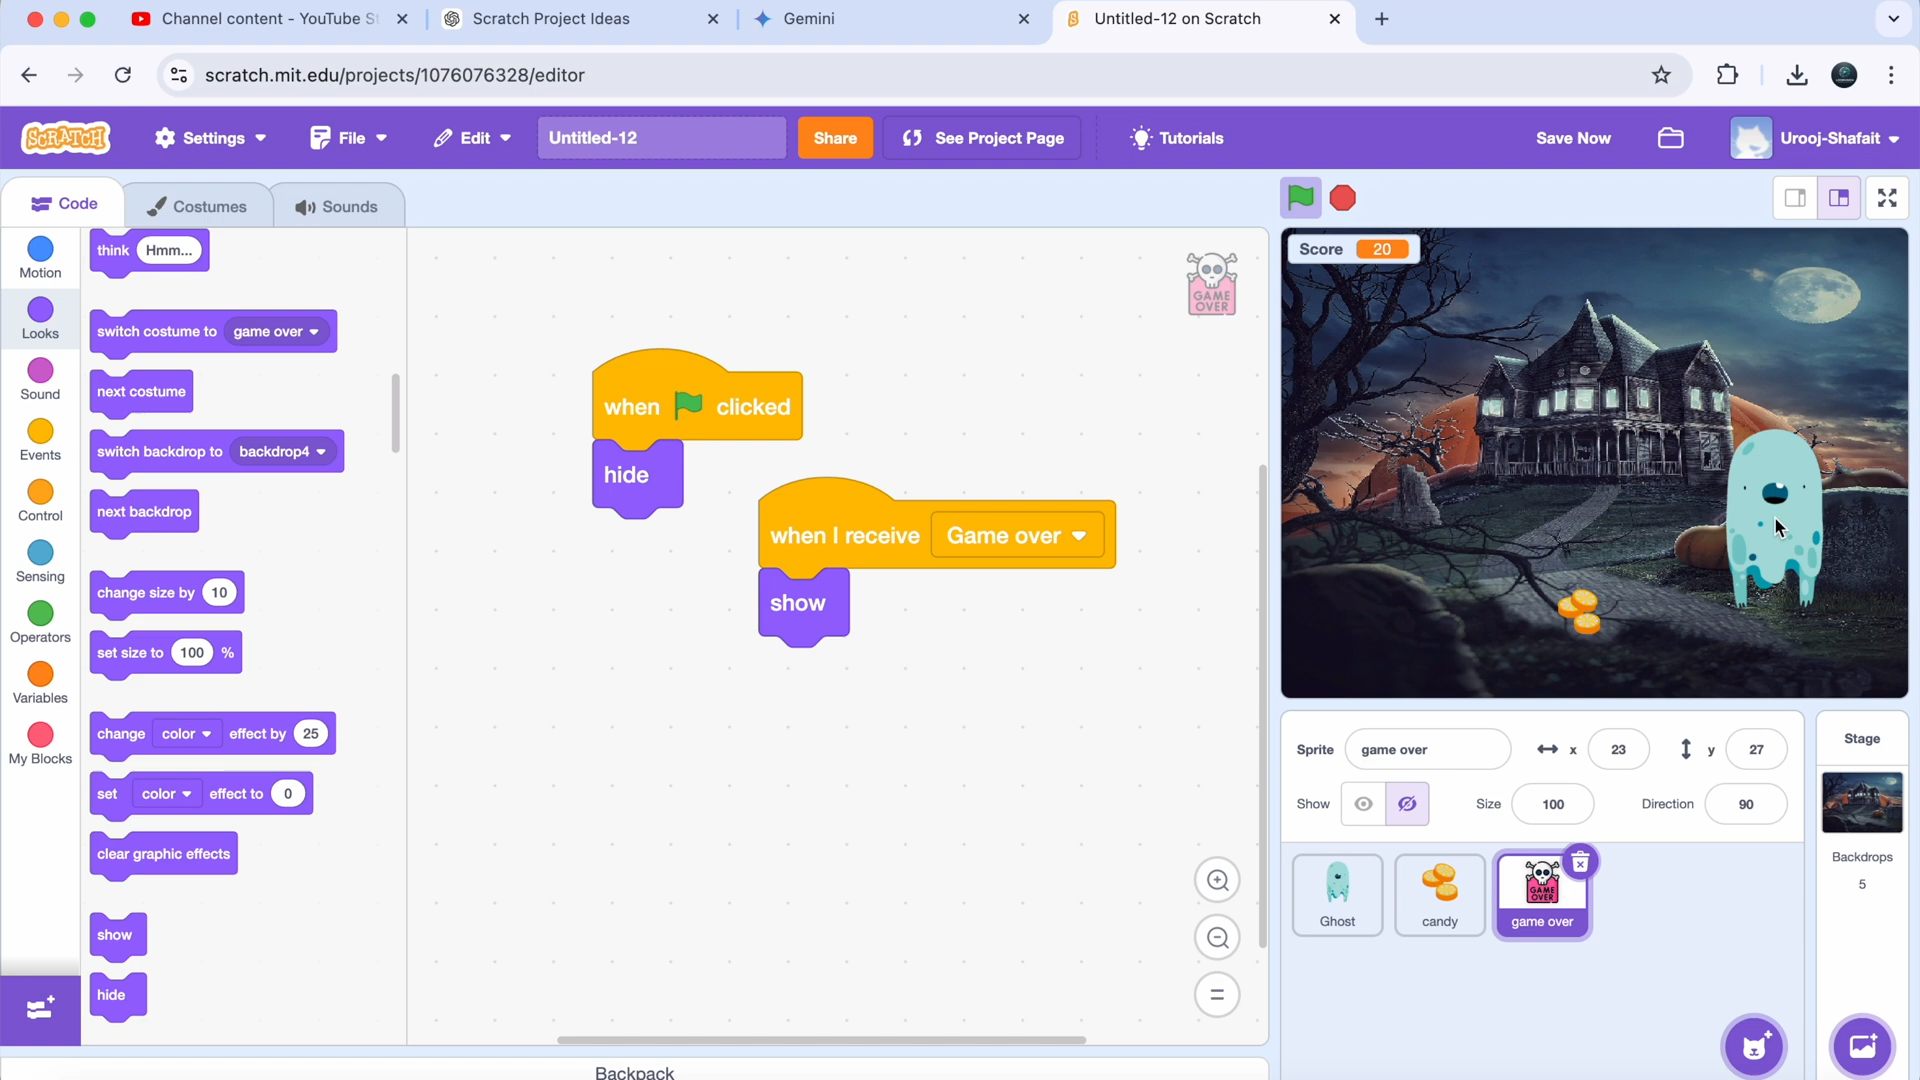 Channel content - YouTube St
Scratch Project Ideas
Gemini
Untitled-12 on Scratch
scratch.mit.edu/projects/1076076328/editor
SCRATCH
Settings
File
Edit
Untitled-12
Share
See Project Page
Tutorials
Save Now
Urooj-Shafait
Code
Costumes
Sounds
Motion
Looks
Sound
Events
Control
Sensing
Operators
Variables
My Blocks
think Hmm...
switch costume to game over
next costume
switch backdrop to backdrop4
next backdrop
change size by 10
set size to 100 %
change color effect by 25
set color effect to 0
clear graphic effects
show
hide
GAME
OVER
when clicked
hide
when I receive Game over
show
Backpack
Score 20
Sprite game over x 23 y 27
Show Size 100 Direction 90
Ghost
candy
GAME
OVER
game over
Stage
Backdrops
5